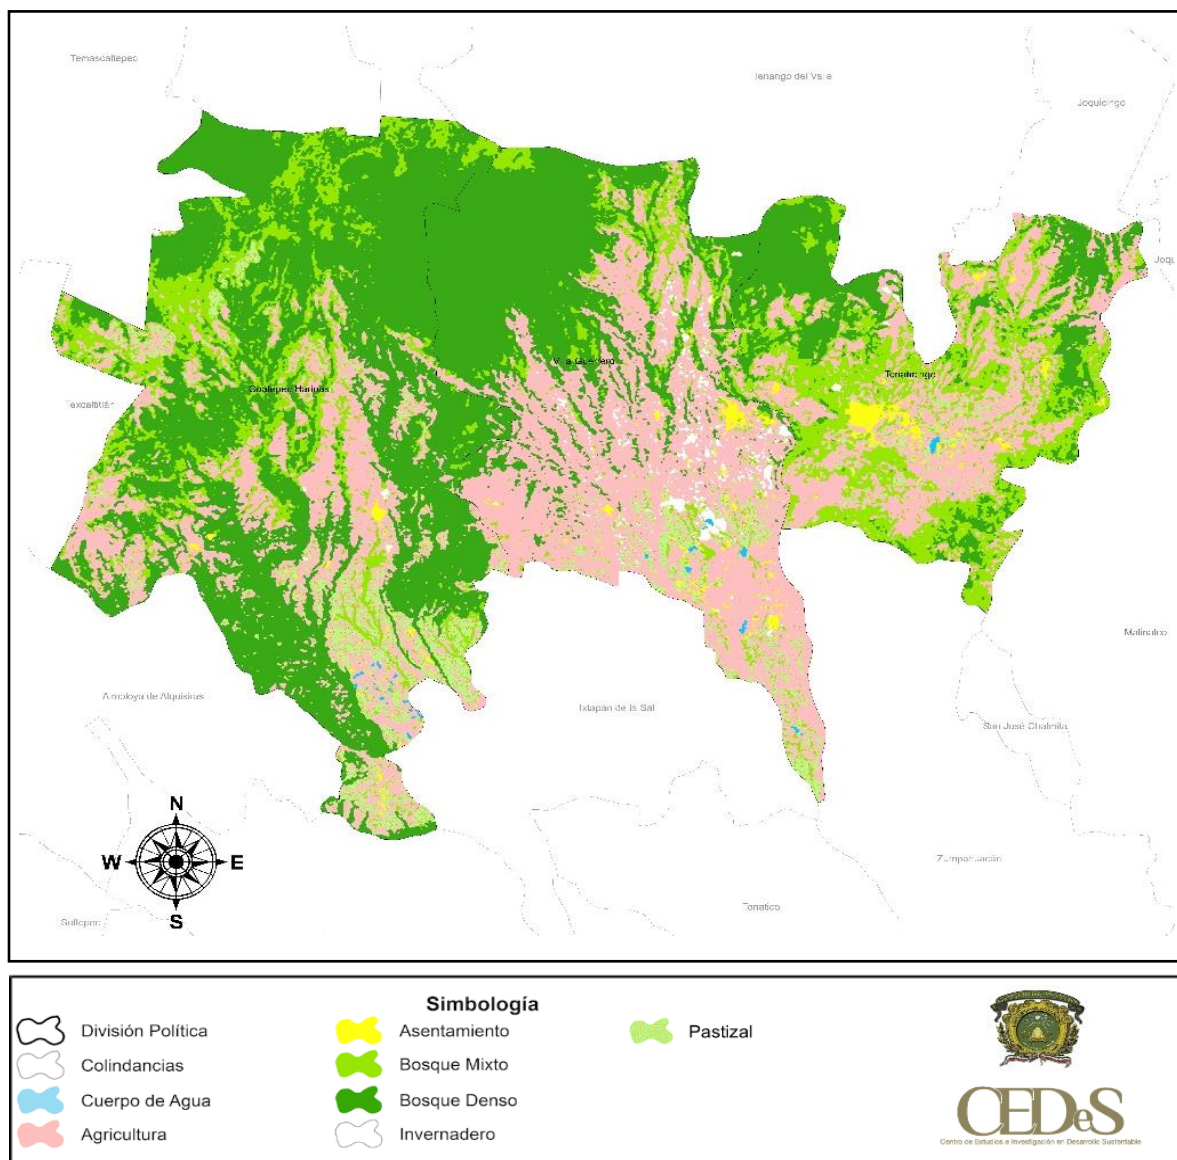 Temascaltepec
Tenango del Valle
Joquicingo
Joqui
Texcaltitlán
Coatepec Harinas
Villa Guerrero
Tenancingo
Malinalco
Almoloya de Alquisiras
Ixtapan de la Sal
San José Chalmita
Zumpahuacán
Tonatico
Sultepec
N
W
E
S
Simbología
División Política
Asentamiento
Pastizal
Colindancias
Bosque Mixto
Cuerpo de Agua
Bosque Denso
Agricultura
Invernadero
CEDeS
Centro de Estudios e Investigación en Desarrollo Sustentable